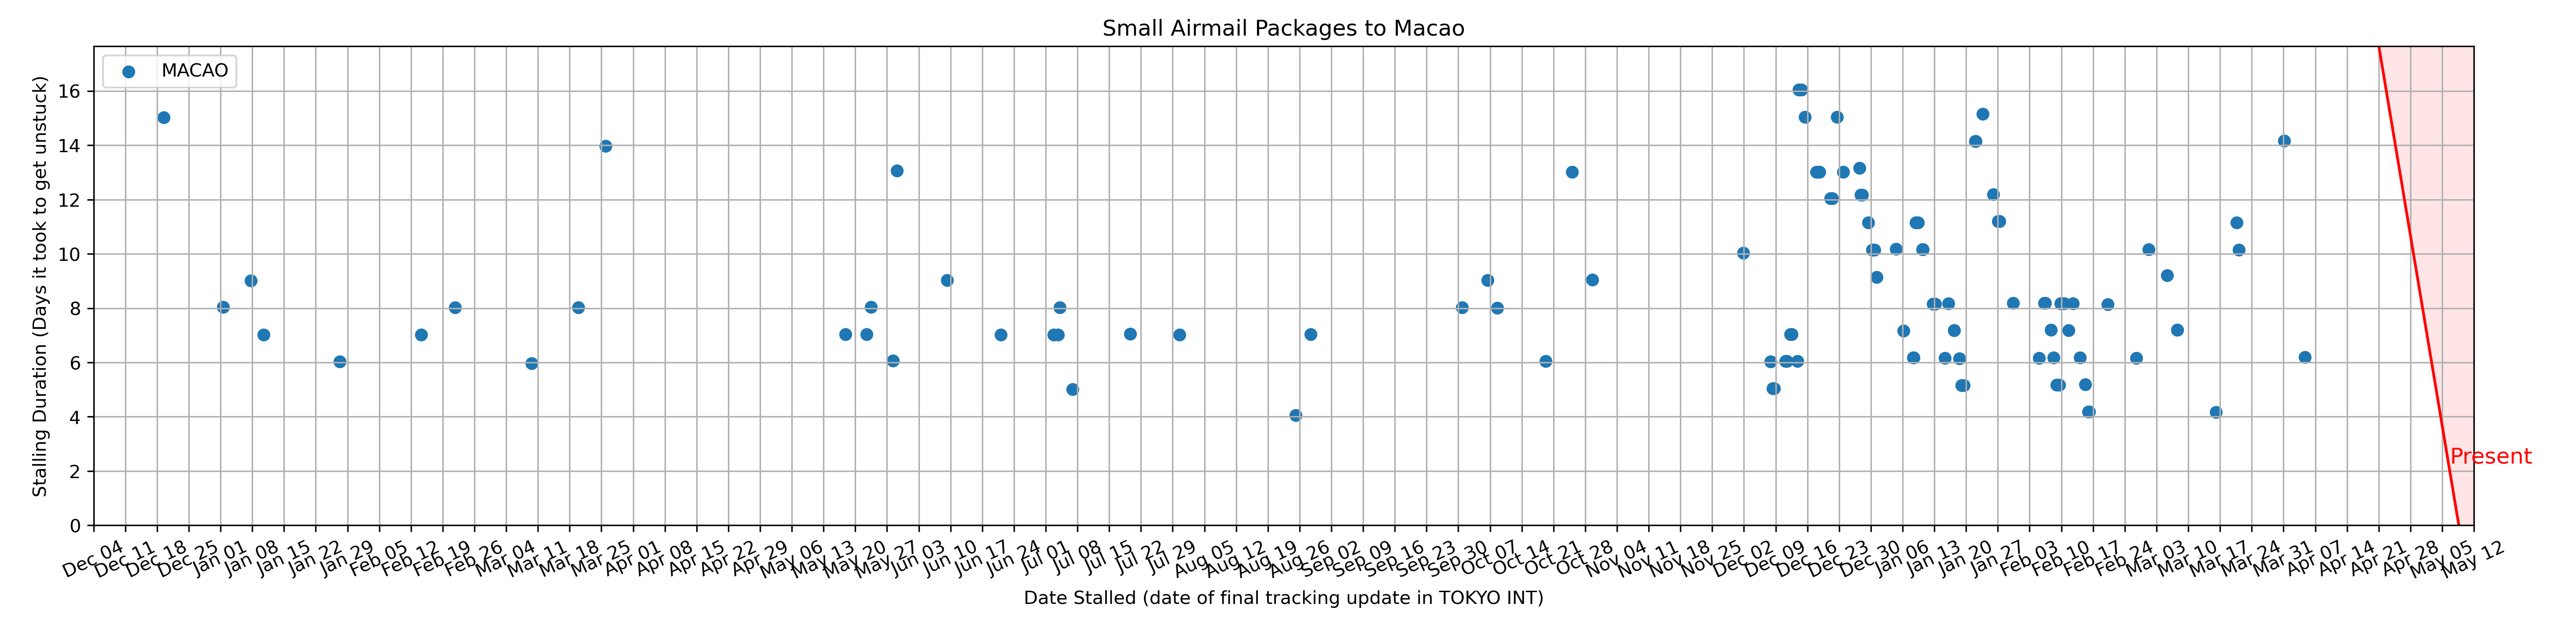 Small Airmail Packages to Macao
MACAO
Stalling Duration (Days it took to get unstuck)
16
14
12
10
8
6
4
2
0
Present
Dec 04
Dec 11
Dec 18
Dec 25
Jan 01
Jan 08
Jan 15
Jan 22
Jan 29
Feb 05
Feb 12
Feb 19
Feb 26
Mar 04
Mar 11
Mar 18
Mar 25
Apr 01
Apr 08
Apr 15
Apr 22
Apr 29
May 06
May 13
May 20
May 27
Jun 03
Jun 10
Jun 17
Jun 24
Jul 01
Jul 08
Jul 15
Jul 22
Jul 29
Aug 05
Aug 12
Aug 19
Aug 26
Sep 02
Sep 09
Sep 16
Sep 23
Sep 30
Oct 07
Oct 14
Oct 21
Oct 28
Nov 04
Nov 11
Nov 18
Nov 25
Dec 02
Dec 09
Dec 16
Dec 23
Dec 30
Jan 06
Jan 13
Jan 20
Jan 27
Feb 03
Feb 10
Feb 17
Feb 24
Mar 03
Mar 10
Mar 17
Mar 24
Mar 31
Apr 07
Apr 14
Apr 21
Apr 28
May 05
May 12
Date Stalled (date of final tracking update in TOKYO INT)